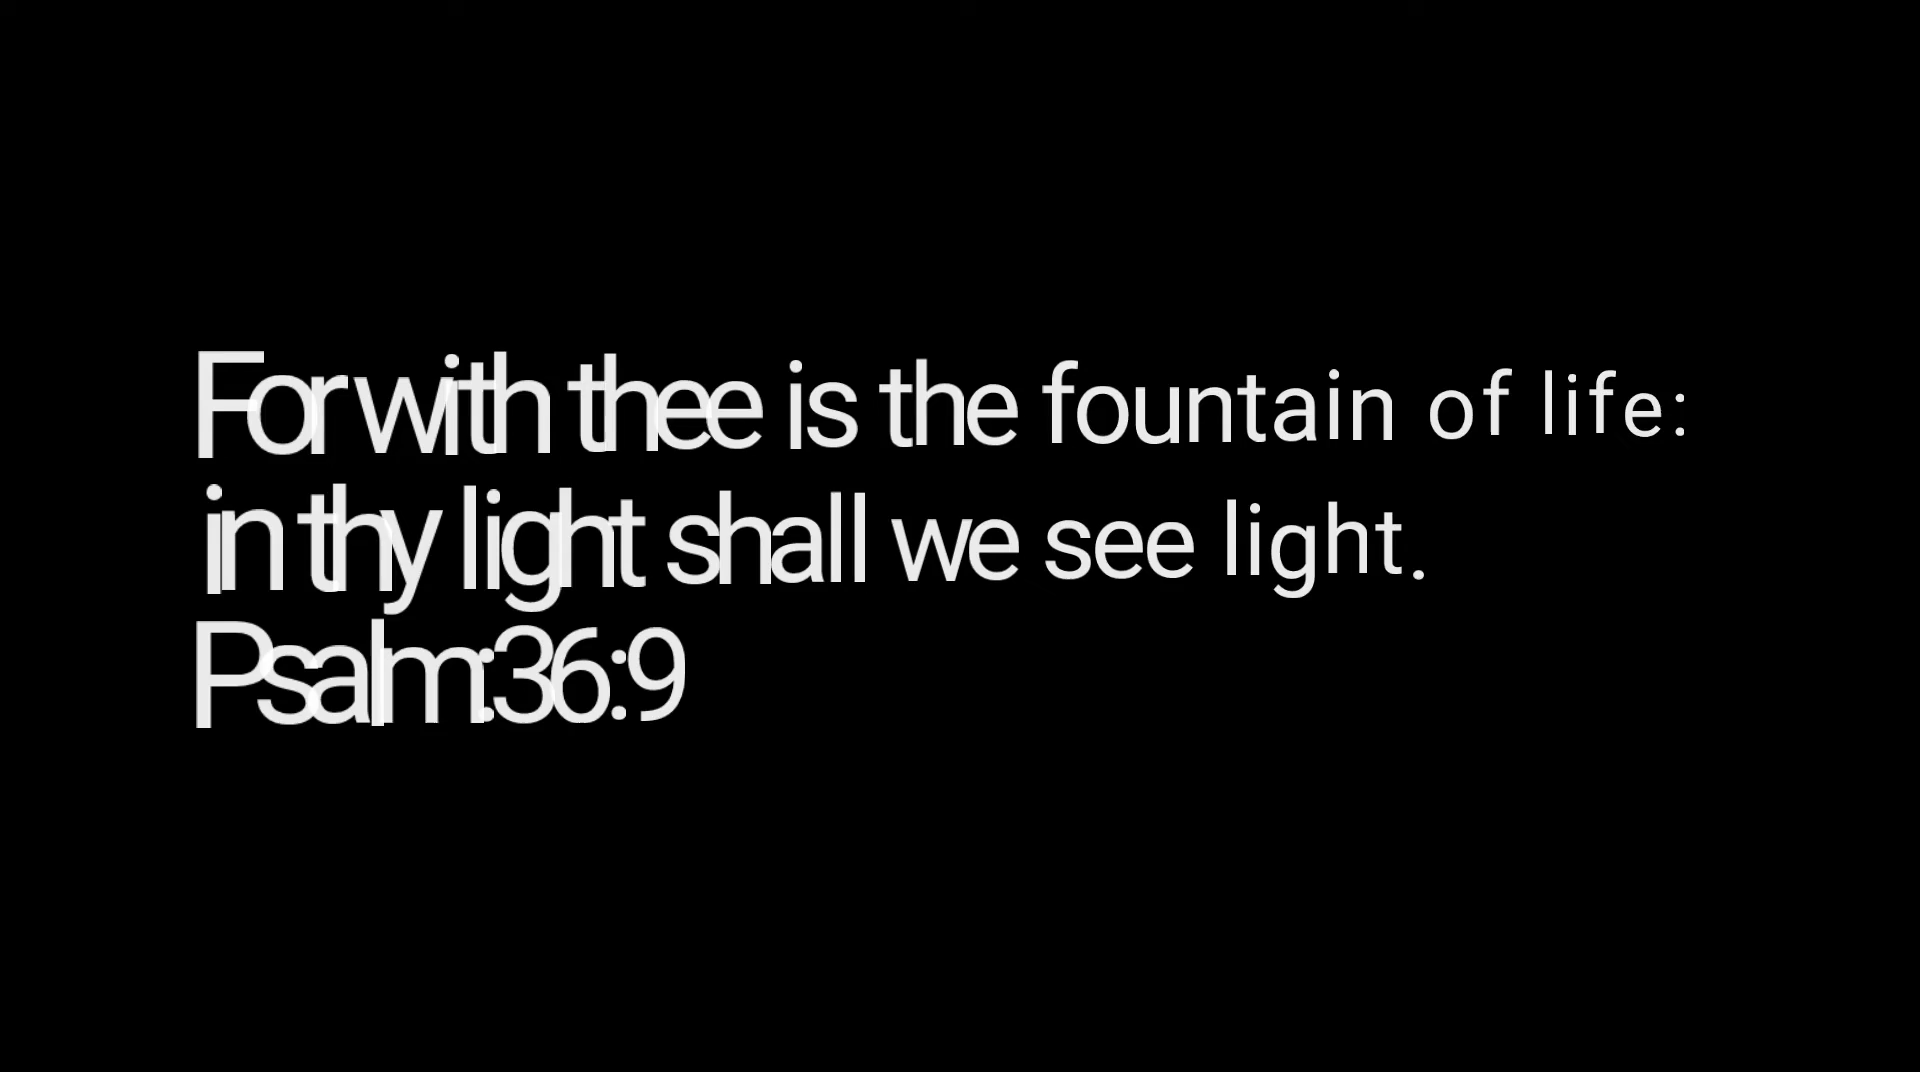 For with thee is the fountain of life:
in thy light shall we see light.
Psalm:36:9